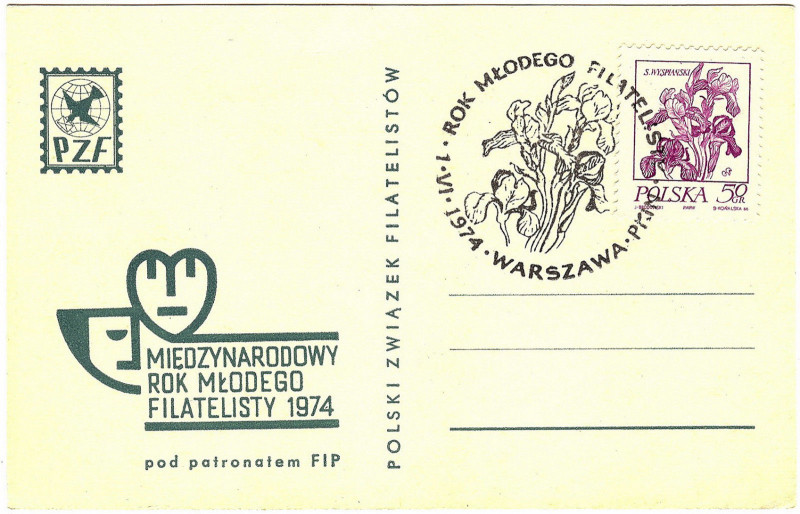 PZF
MIĘDZYNARODOWY
ROK MŁODEGO
FILATELISTY 1974
pod patronatem FIP
POLSKI ZWIĄZEK FILATELISTÓW
1·VI·1974·WARSZAWA·
ROK MŁODEGO FILATELISTY
S. WYSPIAŃSKI
POLSKA 50
GR
PWPW